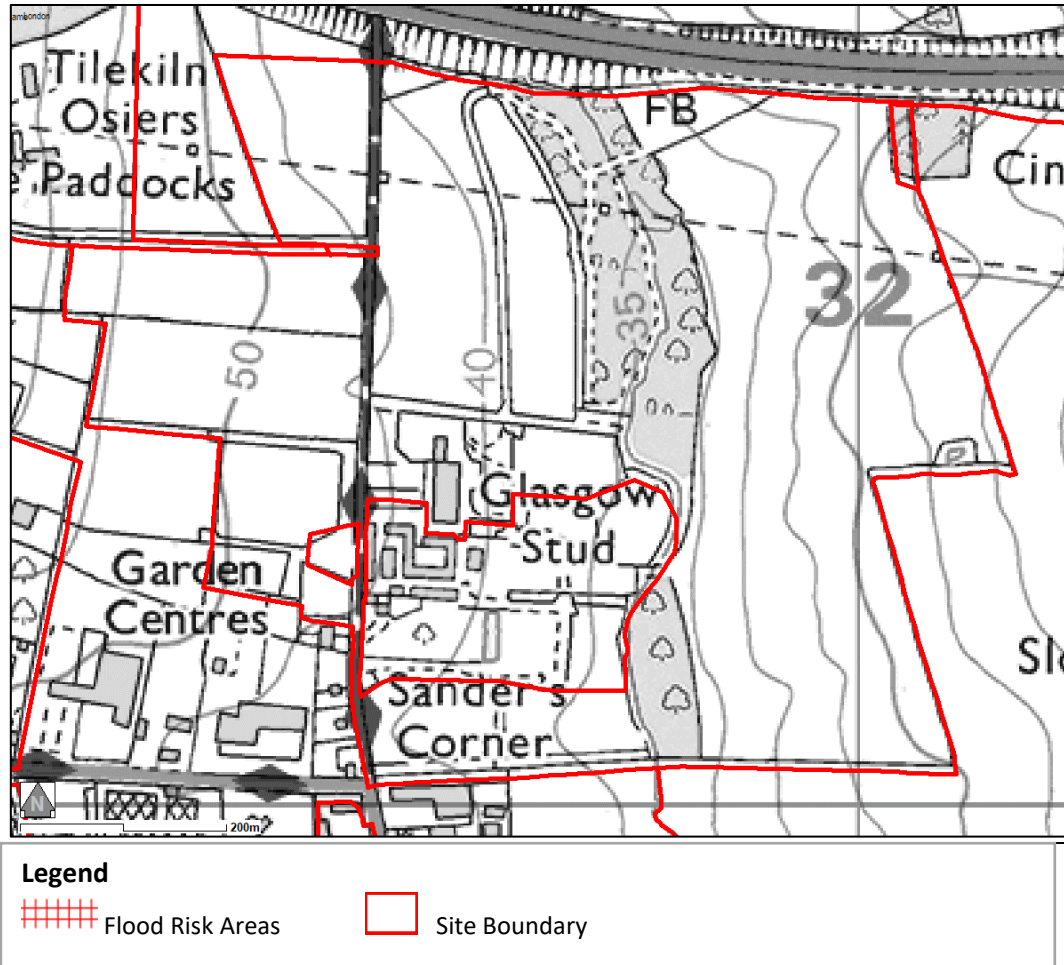 Tilekiln
Osiers
Paddocks
FB
Cin
32
35
50
40
Glasgow
Stud
Garden
Centres
Sander's
Corner
Sl
N
200m
Legend
Flood Risk Areas
Site Boundary